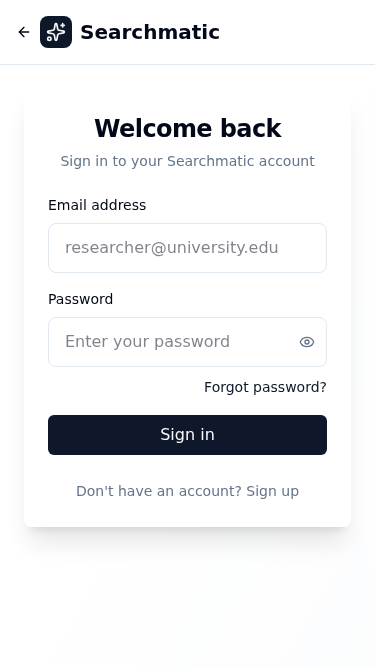 Searchmatic
Welcome back
Sign in to your Searchmatic account
Email address
researcher@university.edu
Password
Enter your password
Forgot password?
Sign in
Don't have an account? Sign up